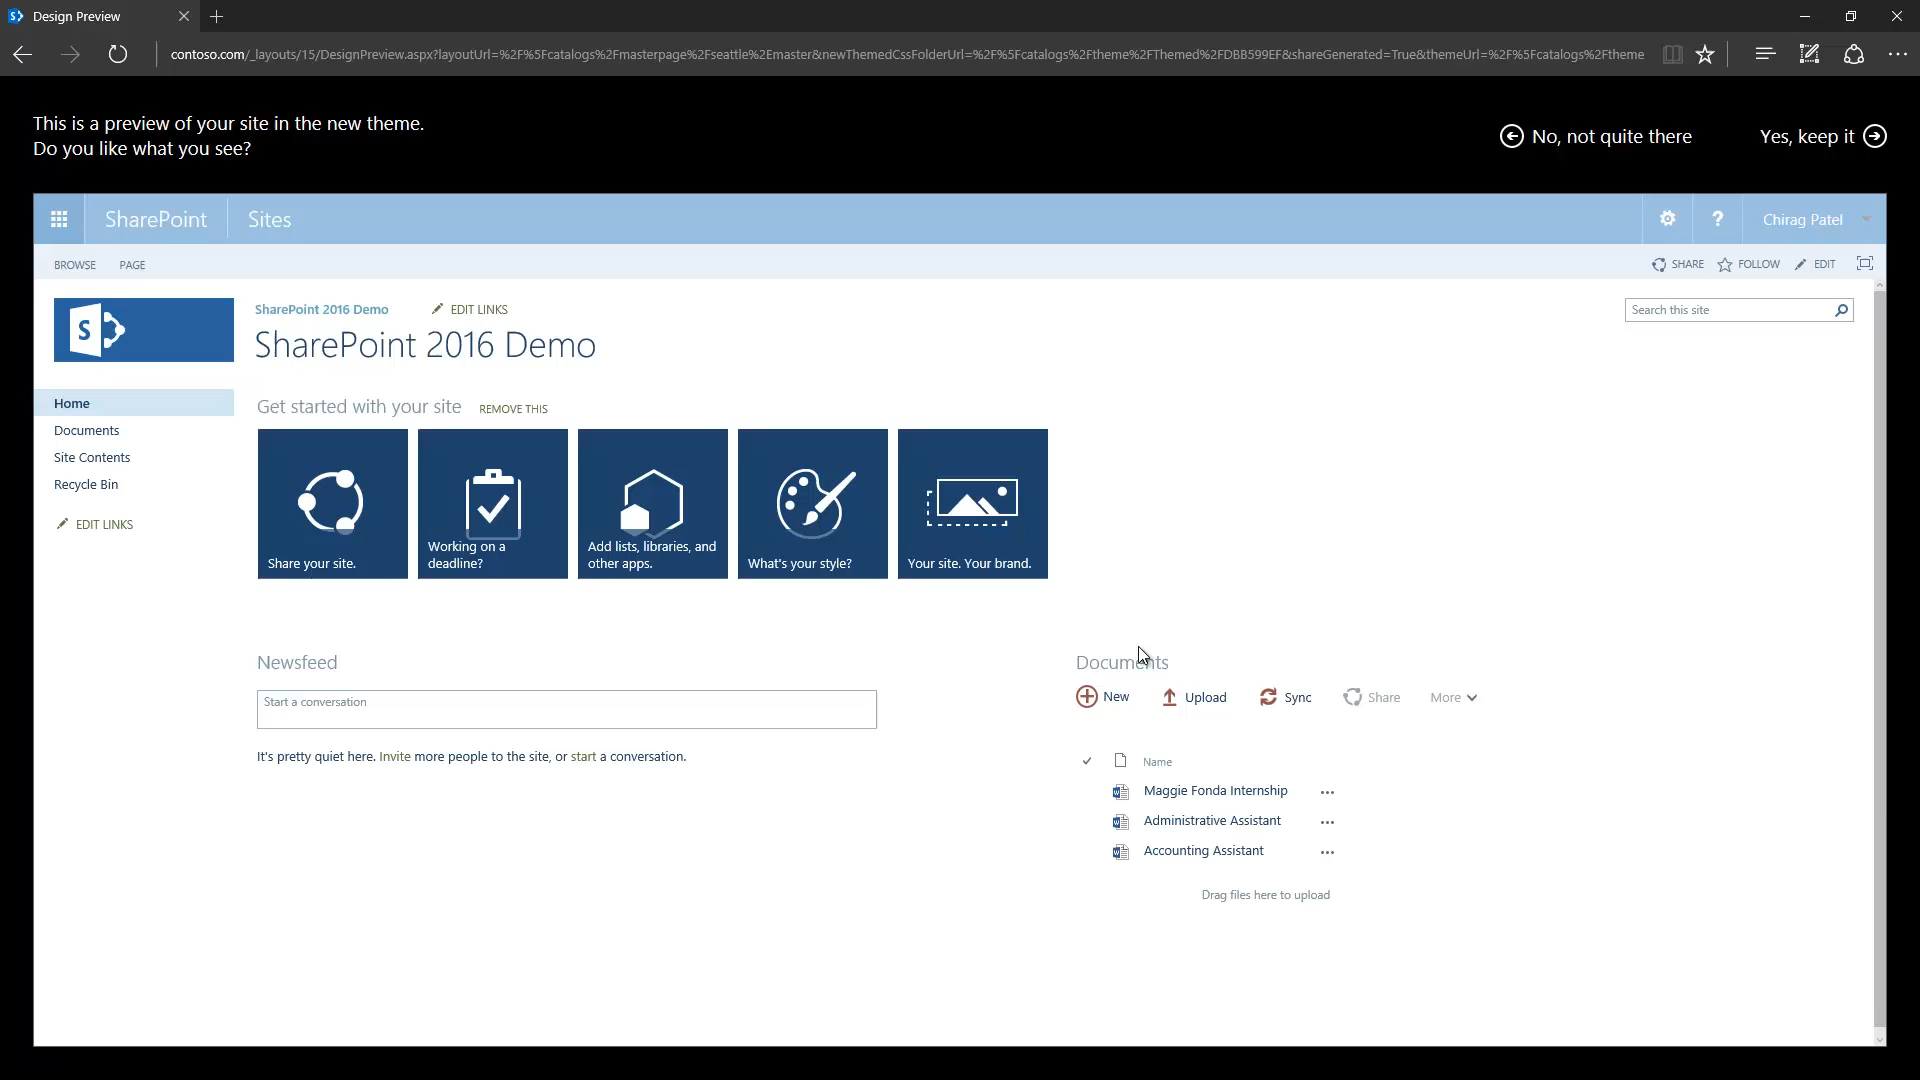 Design Preview
contoso.com/_layouts/15/DesignPreview.aspx?layoutUrl=%2F%5Fcatalogs%2Fmasterpage%2Fseattle%2Emaster&newThemedCssFolderUrl=%2F%5Fcatalogs%2Ftheme%2FThemed%2FDBB599EF&shareGenerated=True&themeUrl=%2F%5Fcatalogs%2Ftheme
This is a preview of your site in the new theme.
Do you like what you see?
No, not quite there
Yes, keep it
SharePoint
Sites
?
Chirag Patel
BROWSE
PAGE
SHARE
FOLLOW
EDIT
S
SharePoint 2016 Demo
EDIT LINKS
Search this site
SharePoint 2016 Demo
Home
Documents
Site Contents
Recycle Bin
EDIT LINKS
Get started with your site
REMOVE THIS
Share your site.
Working on a
deadline?
Add lists, libraries, and
other apps.
What's your style?
Your site. Your brand.
Newsfeed
Start a conversation
It's pretty quiet here. Invite more people to the site, or start a conversation.
Documents
New
Upload
Sync
Share
More
Name
Maggie Fonda Internship
Administrative Assistant
Accounting Assistant
Drag files here to upload